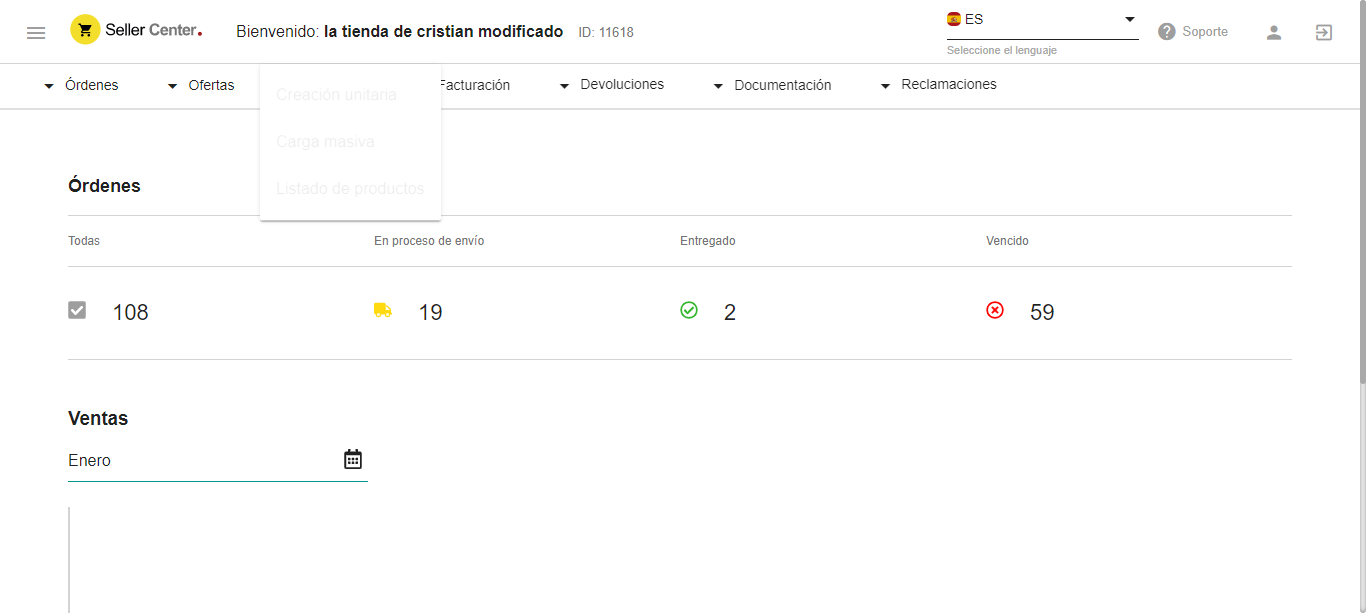 Seller Center.
Bienvenido: la tienda de cristian modificado ID: 11618
ES
Seleccione el lenguaje
Soporte
Órdenes
Ofertas
Facturación
Devoluciones
Documentación
Reclamaciones
Creación unitaria
Carga masiva
Listado de productos
Órdenes
Todas
En proceso de envío
Entregado
Vencido
108
19
2
59
Ventas
Enero